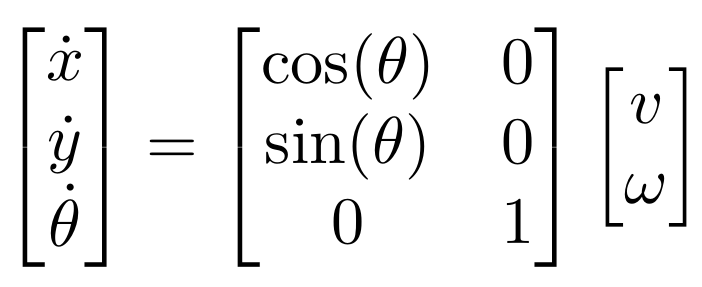 [ẋ ẏ θ̇] = [cos(θ) 0 sin(θ) 0 0 1] [v ω]